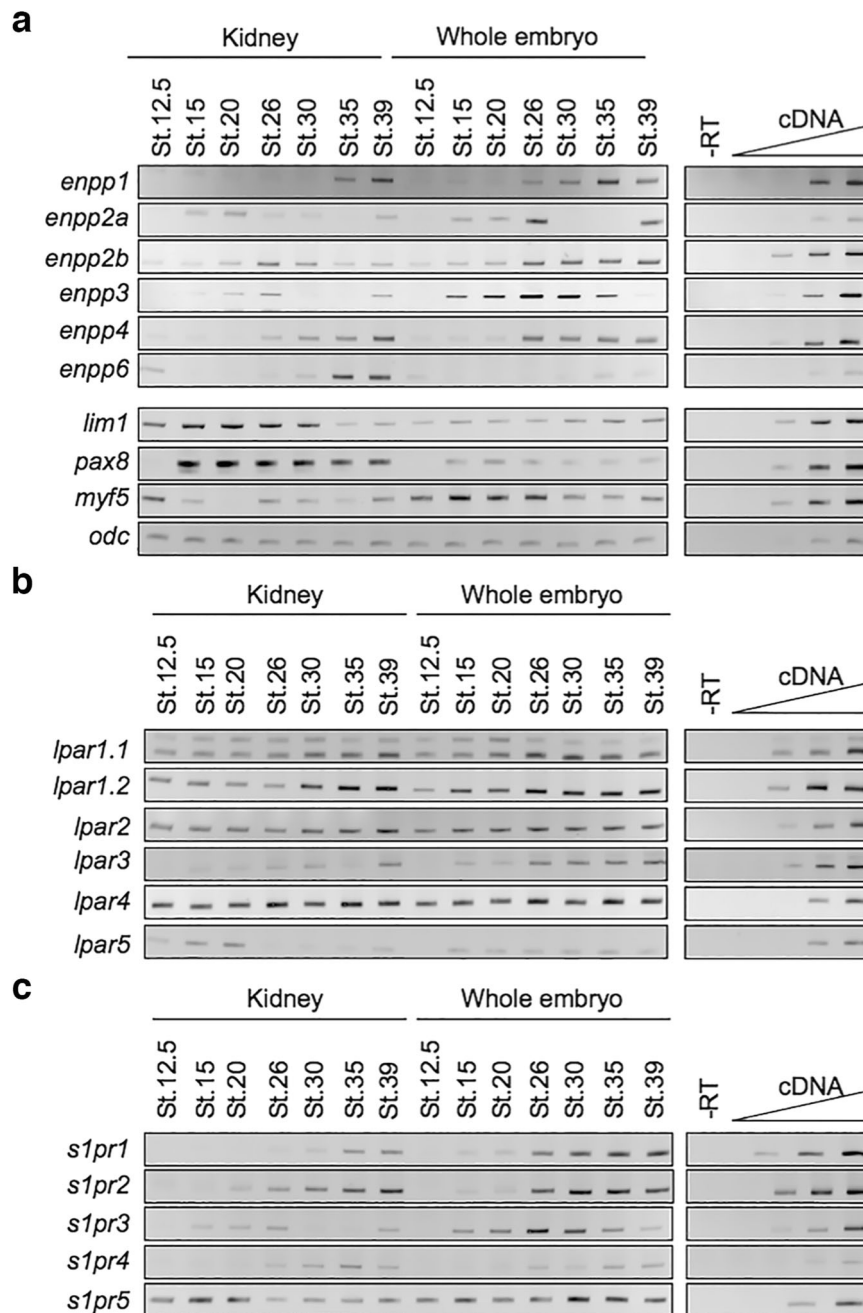 a
Kidney Whole embryo
St.12.5 St.15 St.20 St.26 St.30 St.35 St.39 St.12.5 St.15 St.20 St.26 St.30 St.35 St.39 -RT cDNA
enpp1
enpp2a
enpp2b
enpp3
enpp4
enpp6
lim1
pax8
myf5
odc
b
Kidney Whole embryo
St.12.5 St.15 St.20 St.26 St.30 St.35 St.39 St.12.5 St.15 St.20 St.26 St.30 St.35 St.39 -RT cDNA
lpar1.1
lpar1.2
lpar2
lpar3
lpar4
lpar5
c
Kidney Whole embryo
St.12.5 St.15 St.20 St.26 St.30 St.35 St.39 St.12.5 St.15 St.20 St.26 St.30 St.35 St.39 -RT cDNA
s1pr1
s1pr2
s1pr3
s1pr4
s1pr5